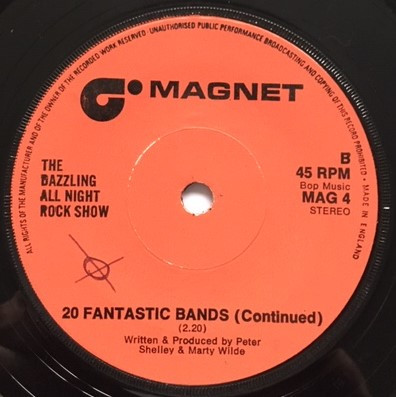 ALL RIGHTS OF THE MANUFACTURER AND OF THE OWNER OF THE RECORDED WORK RESERVED. UNAUTHORISED PUBLIC PERFORMANCE BROADCASTING AND COPYING OF THIS RECORD PROHIBITED • MADE IN ENGLAND
MAGNET
THE
DAZZLING
ALL NIGHT
ROCK SHOW
B
45 RPM
Bop Music
MAG 4
STEREO
20 FANTASTIC BANDS (Continued)
(2.20)
Written & Produced by Peter
Shelley & Marty Wilde